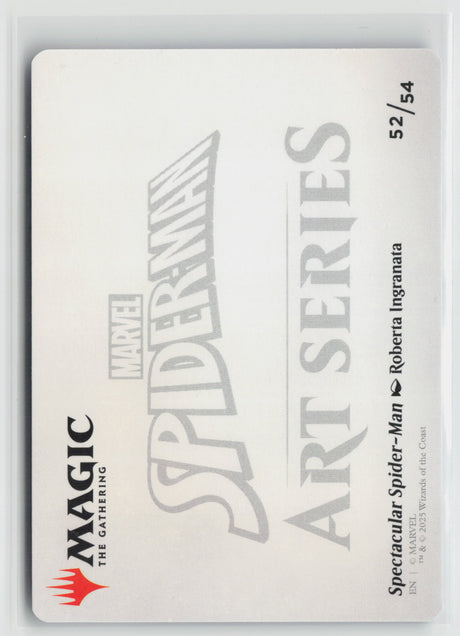 MAGIC
THE GATHERING
MARVEL
SPIDER-MAN
ART SERIES
52/54
Spectacular Spider-Man Roberta Ingranata
EN | © MARVEL
™ & © 2025 Wizards of the Coast